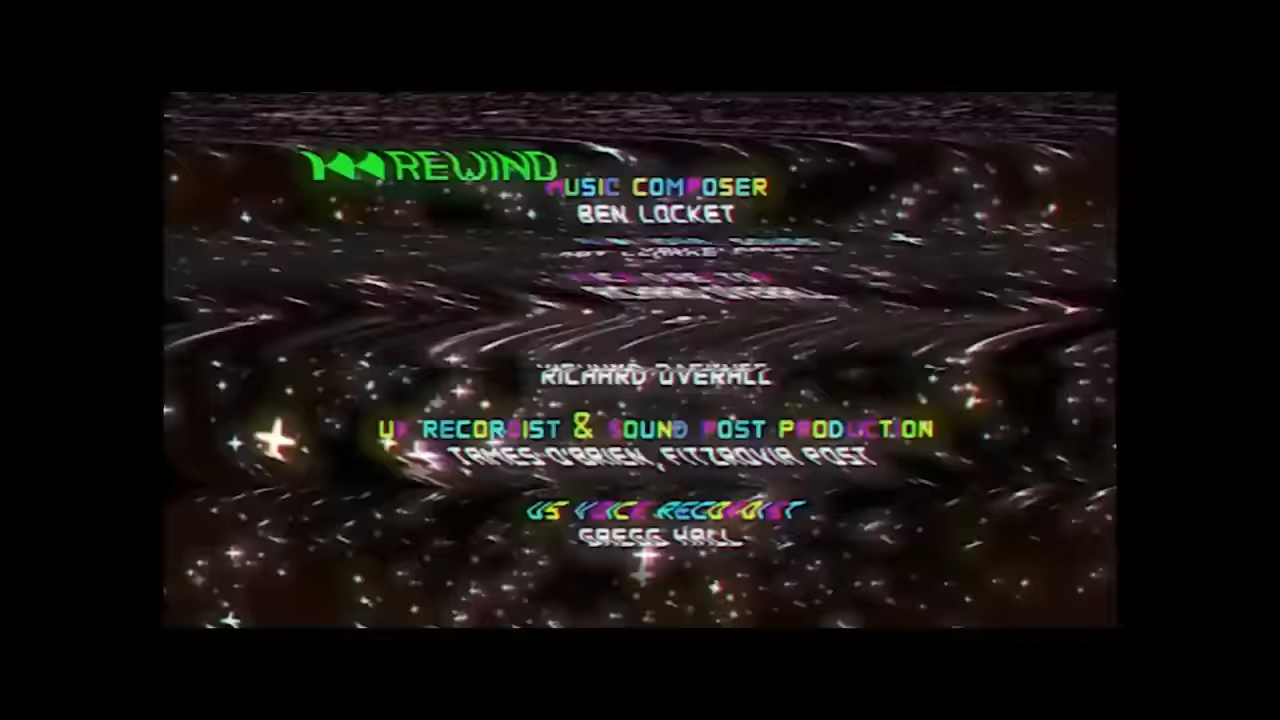 REWIND
MUSIC COMPOSER
BEN LOCKET
RICHARD OVERALL
UK RECORDIST & SOUND POST PRODUCTION
JAMES O'BRIEN, FITZROVIA POST
US VOICE RECORDIST
GREGG HALL